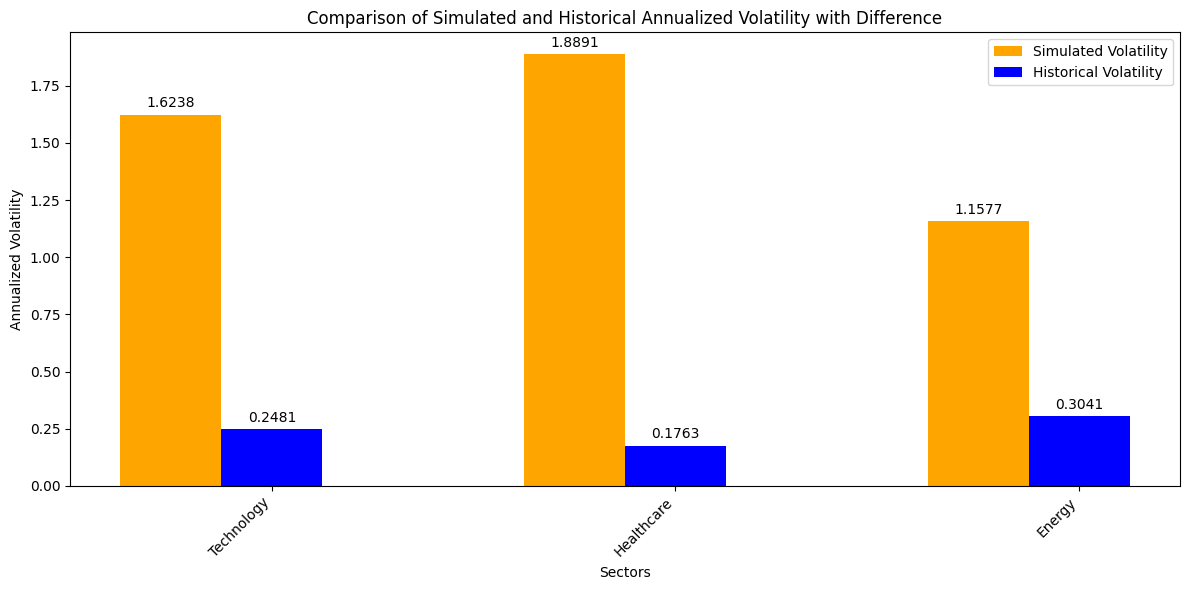 Comparison of Simulated and Historical Annualized Volatility with Difference
Simulated Volatility
Historical Volatility
Annualized Volatility
1.75
1.50
1.25
1.00
0.75
0.50
0.25
0.00
1.6238
0.2481
1.8891
0.1763
1.1577
0.3041
Technology
Healthcare
Energy
Sectors